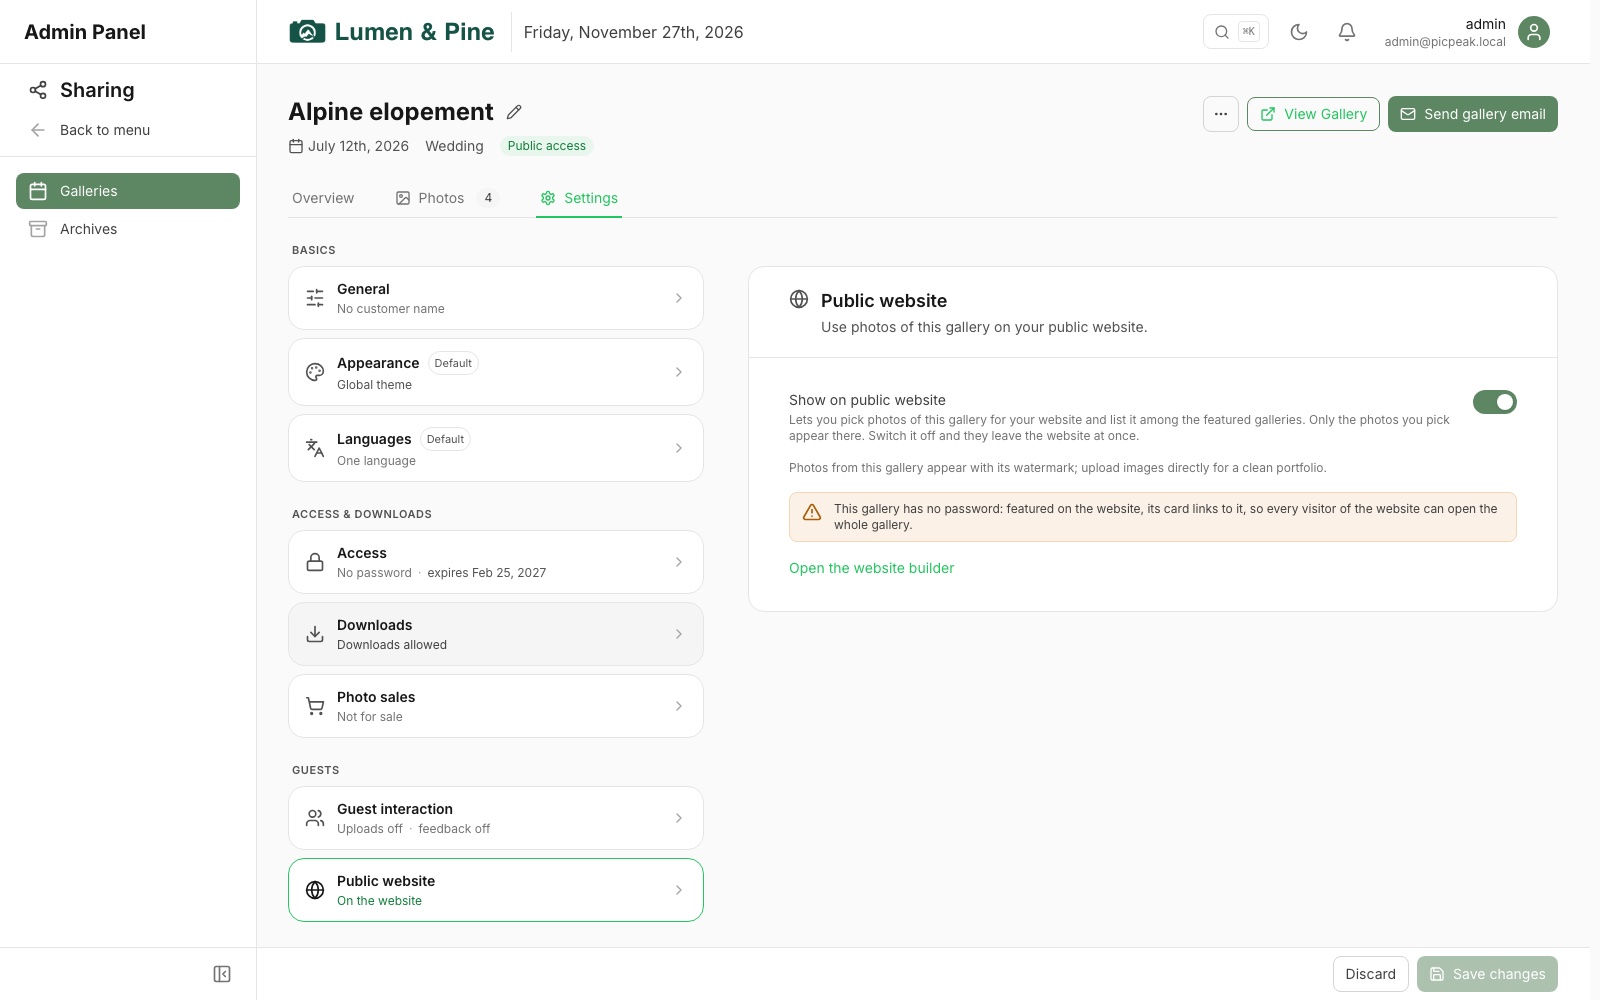 Admin Panel
Lumen & Pine
Friday, November 27th, 2026
⌘K
admin
admin@picpeak.local
Sharing
Back to menu
Galleries
Archives
Alpine elopement
July 12th, 2026 Wedding Public access
View Gallery
Send gallery email
Overview
Photos 4
Settings
BASICS
General
No customer name
Appearance Default
Global theme
Languages Default
One language
ACCESS & DOWNLOADS
Access
No password · expires Feb 25, 2027
Downloads
Downloads allowed
Photo sales
Not for sale
GUESTS
Guest interaction
Uploads off · feedback off
Public website
On the website
Public website
Use photos of this gallery on your public website.
Show on public website
Lets you pick photos of this gallery for your website and list it among the featured galleries. Only the photos you pick
appear there. Switch it off and they leave the website at once.
Photos from this gallery appear with its watermark; upload images directly for a clean portfolio.
This gallery has no password: featured on the website, its card links to it, so every visitor of the website can open the
whole gallery.
Open the website builder
Discard
Save changes